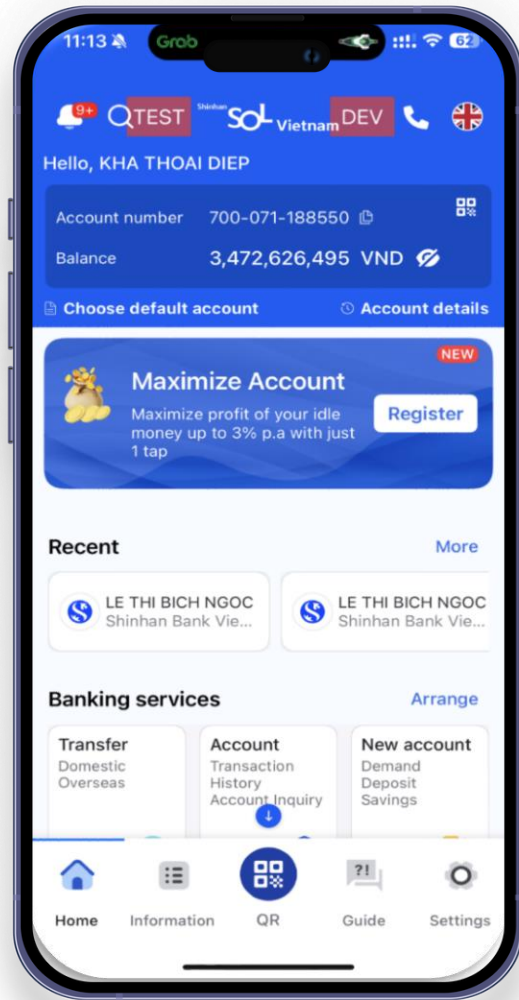 11:13 Grab 62
9+ TEST Shinhan SOL Vietnam DEV
Hello, KHA THOAI DIEP
Account number 700-071-188550
Balance 3,472,626,495 VND
Choose default account Account details
NEW
Maximize Account
Maximize profit of your idle
money up to 3% p.a with just
1 tap
Register
Recent More
LE THI BICH NGOC
Shinhan Bank Vie...
LE THI BICH NGOC
Shinhan Bank Vie...
Banking services Arrange
Transfer
Domestic
Overseas
Account
Transaction
History
Account Inquiry
New account
Demand
Deposit
Savings
?!
Home Information QR Guide Settings